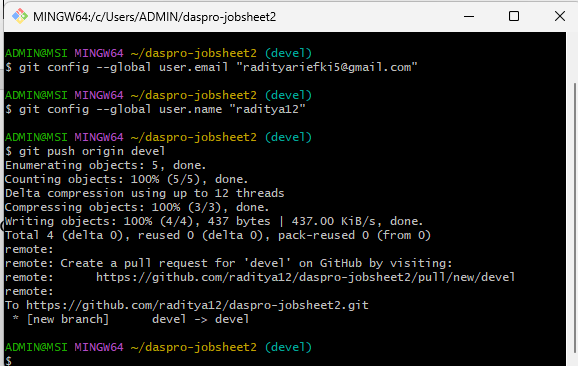 MINGW64:/c/Users/ADMIN/daspro-jobsheet2
ADMIN@MSI MINGW64 ~/daspro-jobsheet2 (devel)
$ git config --global user.email "radityariefki5@gmail.com"
ADMIN@MSI MINGW64 ~/daspro-jobsheet2 (devel)
$ git config --global user.name "raditya12"
ADMIN@MSI MINGW64 ~/daspro-jobsheet2 (devel)
$ git push origin devel
Enumerating objects: 5, done.
Counting objects: 100% (5/5), done.
Delta compression using up to 12 threads
Compressing objects: 100% (3/3), done.
Writing objects: 100% (4/4), 437 bytes | 437.00 KiB/s, done.
Total 4 (delta 0), reused 0 (delta 0), pack-reused 0 (from 0)
remote:
remote: Create a pull request for 'devel' on GitHub by visiting:
remote:      https://github.com/raditya12/daspro-jobsheet2/pull/new/devel
remote:
To https://github.com/raditya12/daspro-jobsheet2.git
 * [new branch]      devel -> devel
ADMIN@MSI MINGW64 ~/daspro-jobsheet2 (devel)
$